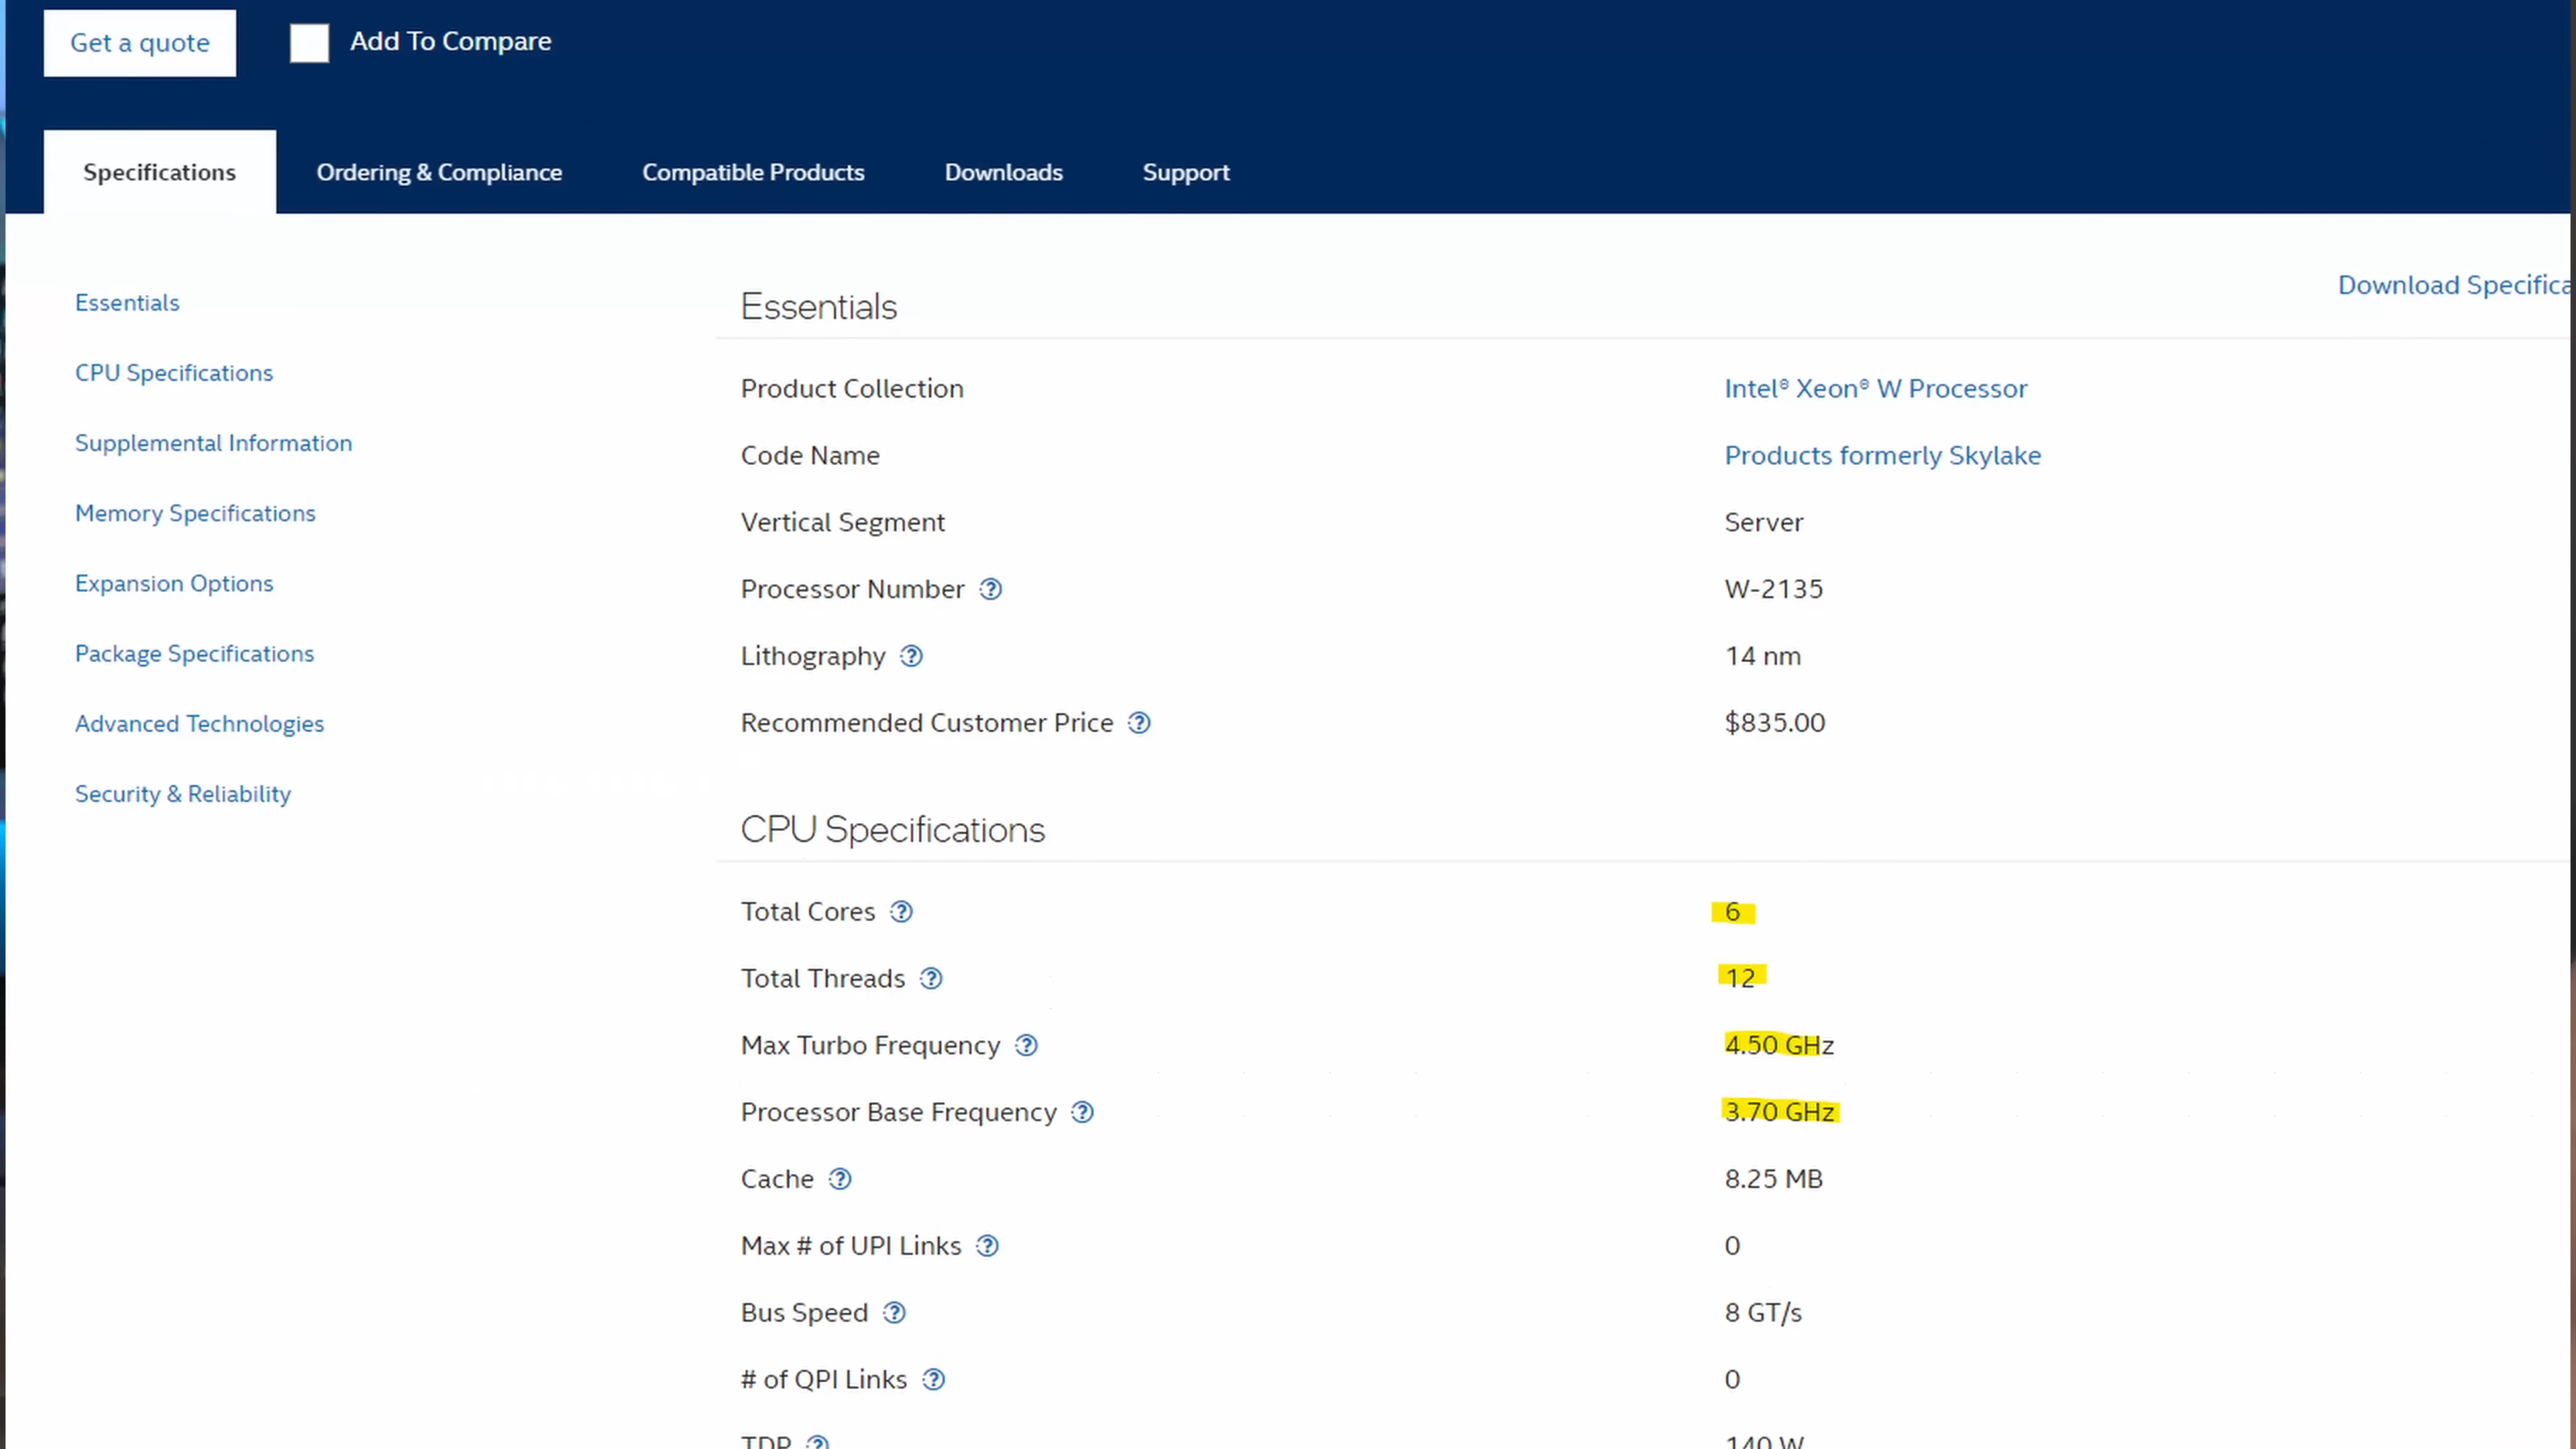 Get a quote
Add To Compare
Specifications
Ordering & Compliance
Compatible Products
Downloads
Support
Essentials
CPU Specifications
Supplemental Information
Memory Specifications
Expansion Options
Package Specifications
Advanced Technologies
Security & Reliability
Download Specifica
Essentials
Product Collection Intel® Xeon® W Processor
Code Name Products formerly Skylake
Vertical Segment Server
Processor Number ? W-2135
Lithography ? 14 nm
Recommended Customer Price ? $835.00
CPU Specifications
Total Cores ? 6
Total Threads ? 12
Max Turbo Frequency ? 4.50 GHz
Processor Base Frequency ? 3.70 GHz
Cache ? 8.25 MB
Max # of UPI Links ? 0
Bus Speed ? 8 GT/s
# of QPI Links ? 0
TDP ? 140 W